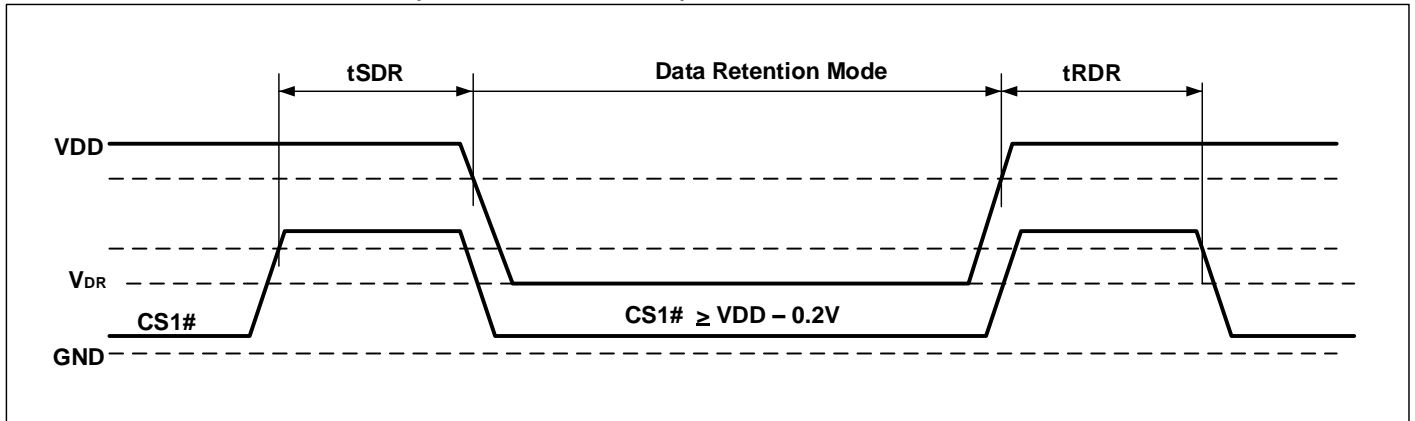 tSDR
Data Retention Mode
tRDR
VDD
VDR
CS1#
CS1# ≥ VDD – 0.2V
GND